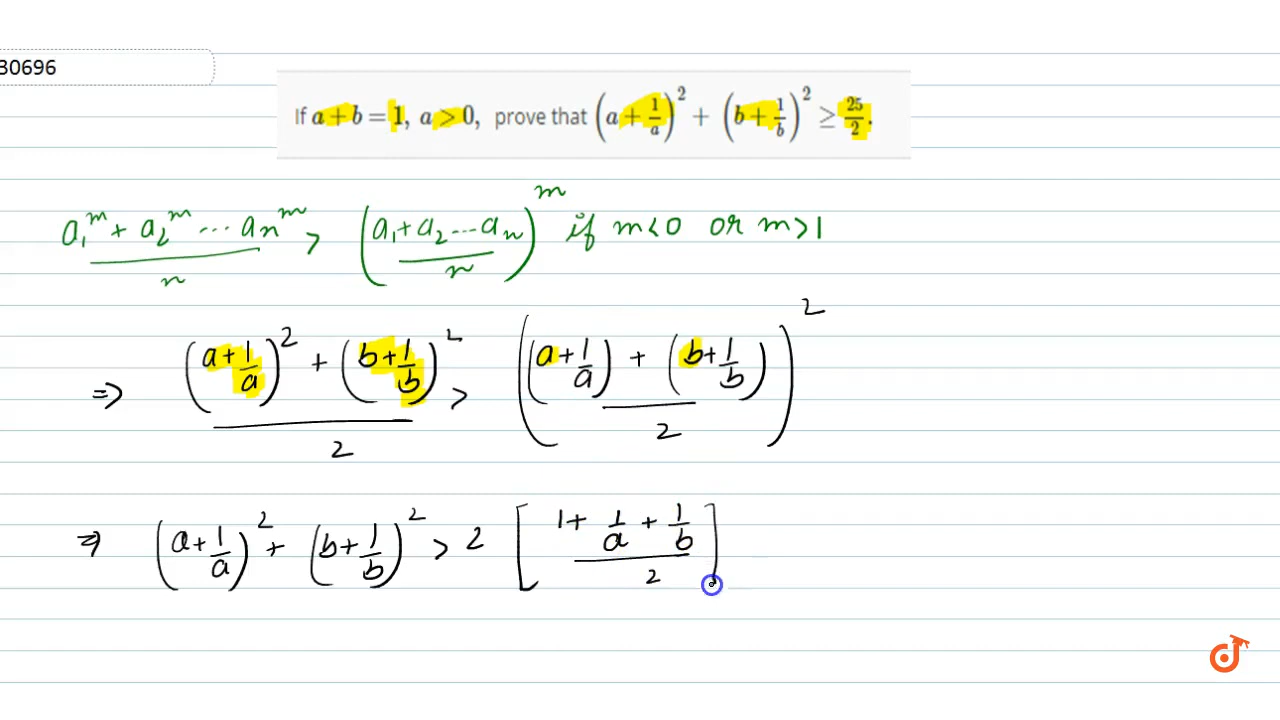 30696
If a + b = 1, a > 0, prove that (a + 1/a)^2 + (b + 1/b)^2 ≥ 25/2.
(a₁^m + a₂^m ... aₙ^m)/n > ((a₁ + a₂ ... aₙ)/n)^m if m < 0 or m > 1
⇒ ((a + 1/a)^2 + (b + 1/b)^2)/2 > (((a + 1/a) + (b + 1/b))/2)^2
⇒ (a + 1/a)^2 + (b + 1/b)^2 > 2 [(1 + 1/a + 1/b)/2]